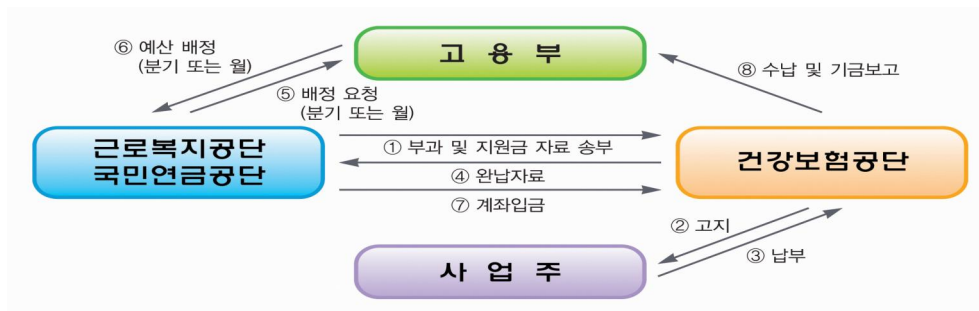 ⑥ 예산 배정
(분기 또는 월)
고 용 부
⑧ 수납 및 기금보고
⑤ 배정 요청
(분기 또는 월)
근로복지공단
국민연금공단
① 부과 및 지원금 자료 송부
④ 완납자료
⑦ 계좌입금
건강보험공단
② 고지
③ 납부
사 업 주